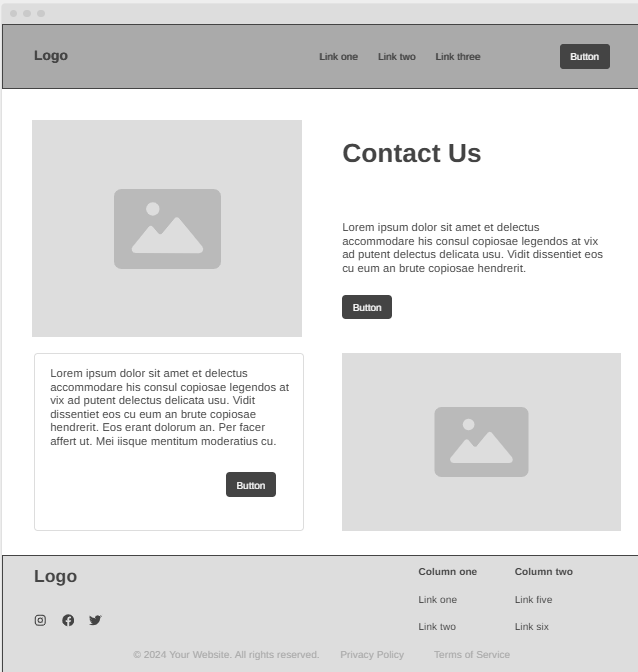 Logo
Link one
Link two
Link three
Button
Contact Us
Lorem ipsum dolor sit amet et delectus
accommodare his consul copiosae legendos at vix
ad putent delectus delicata usu. Vidit dissentiet eos
cu eum an brute copiosae hendrerit.
Button
Lorem ipsum dolor sit amet et delectus
accommodare his consul copiosae legendos at
vix ad putent delectus delicata usu. Vidit
dissentiet eos cu eum an brute copiosae
hendrerit. Eos erant dolorum an. Per facer
affert ut. Mei iisque mentitum moderatius cu.
Button
Logo
Column one
Link one
Link two
Column two
Link five
Link six
© 2024 Your Website. All rights reserved.
Privacy Policy
Terms of Service